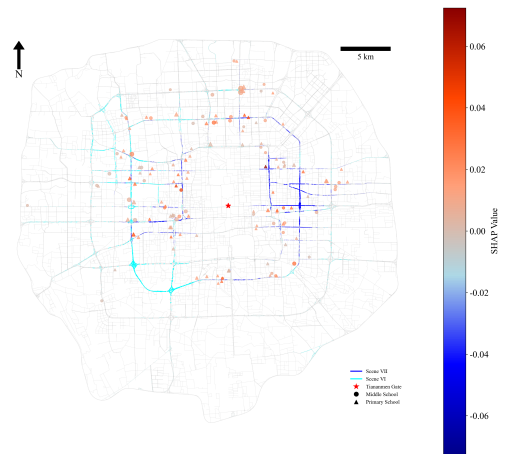 N
5 km
0.06
0.04
0.02
0.00
-0.02
-0.04
-0.06
SHAP Value
Scene VII
Scene VI
Tiananmen Gate
Middle School
Primary School